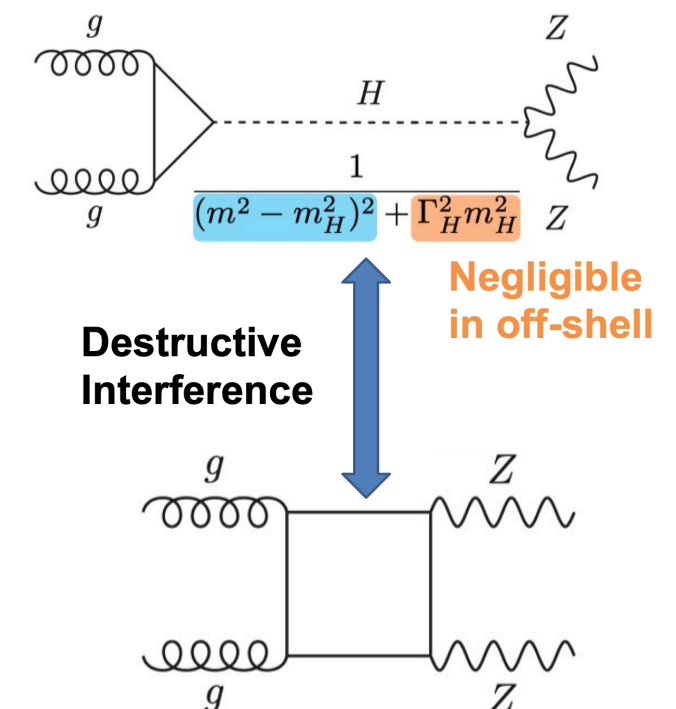 g Z
H
1
(m² − m_H²)² + Γ_H² m_H²
g Z
Negligible
in off-shell
Destructive
Interference
g Z
g Z